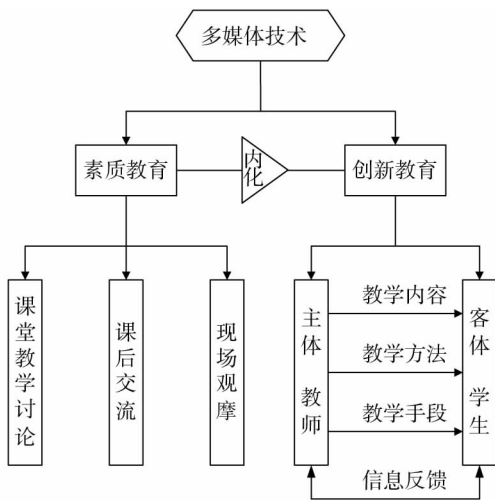 多媒体技术
素质教育
内化
创新教育
课堂教学讨论
课后交流
现场观摩
主体 教师
教学内容
教学方法
教学手段
客体 学生
信息反馈